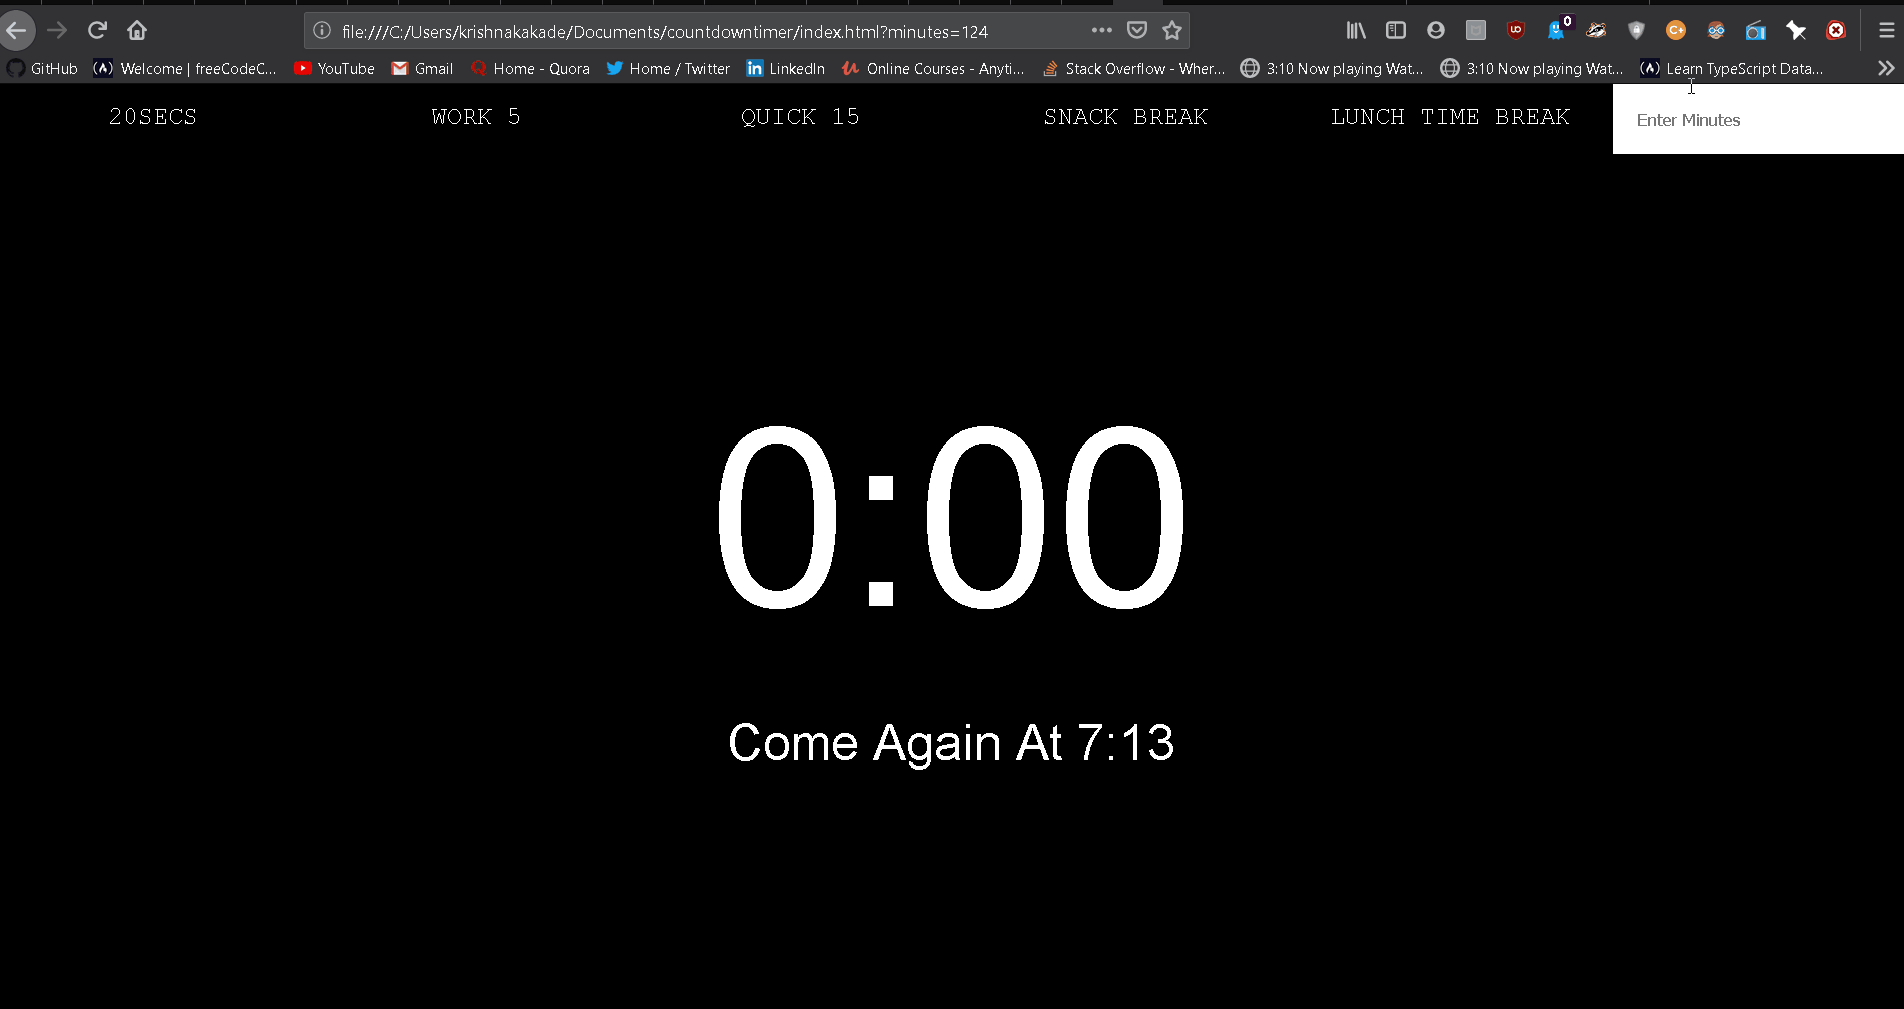 file:///C:/Users/krishnakakade/Documents/countdowntimer/index.html?minutes=124
0
GitHub
Welcome | freeCodeC...
YouTube
Gmail
Home - Quora
Home / Twitter
LinkedIn
Online Courses - Anyti...
Stack Overflow - Wher...
3:10 Now playing Wat...
3:10 Now playing Wat...
Learn TypeScript Data...
20SECS
WORK 5
QUICK 15
SNACK BREAK
LUNCH TIME BREAK
Enter Minutes
0:00
Come Again At 7:13